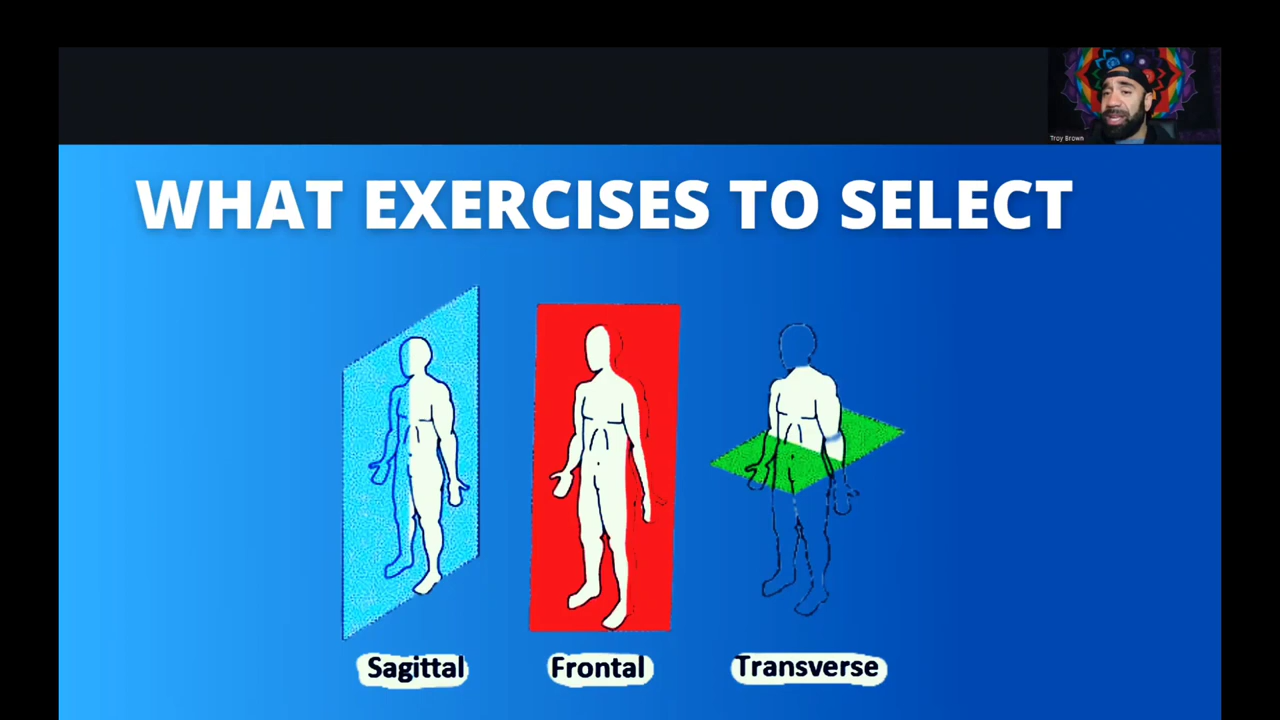 Troy Brown
WHAT EXERCISES TO SELECT
Sagittal
Frontal
Transverse